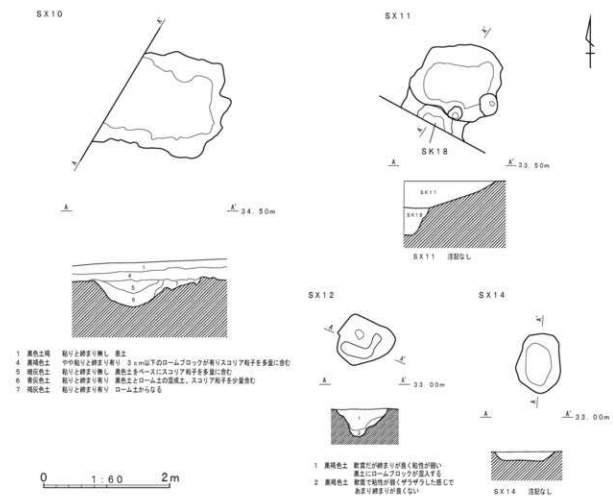 SX10
A'
A
A
A'
34.50m
1
4
5
6
7
1 黒色土褐 粘りと締まり無し 表土
4 黒褐色土 やや粘りと締まり有り 3cm以下のロームブロックが有りスコリア粒子を多量に含む
5 暗灰色土 粘りと締まり無し 黒色土をベースにスコリア粒子を多量に含む
6 青灰色土 粘りと締まり有り 黒色土とローム土の混成土、スコリア粒子を少量含む
7 褐灰色土 粘りと締まり有り ローム土からなる
0 1:60 2m
SX11
A'
A
SK18
A
A'
33.50m
SK11
SK18
SX11 注記なし
SX12
A
A'
A
A'
33.00m
1
2
1 黒褐色土 軟質だが締まりが良く粘性が弱い
黒土にロームブロックが混入する
2 黒褐色土 軟質で粘性が弱くザラザラした感じで
あまり締まりが良くない
SX14
A'
A
A
A'
33.00m
SX14 注記なし